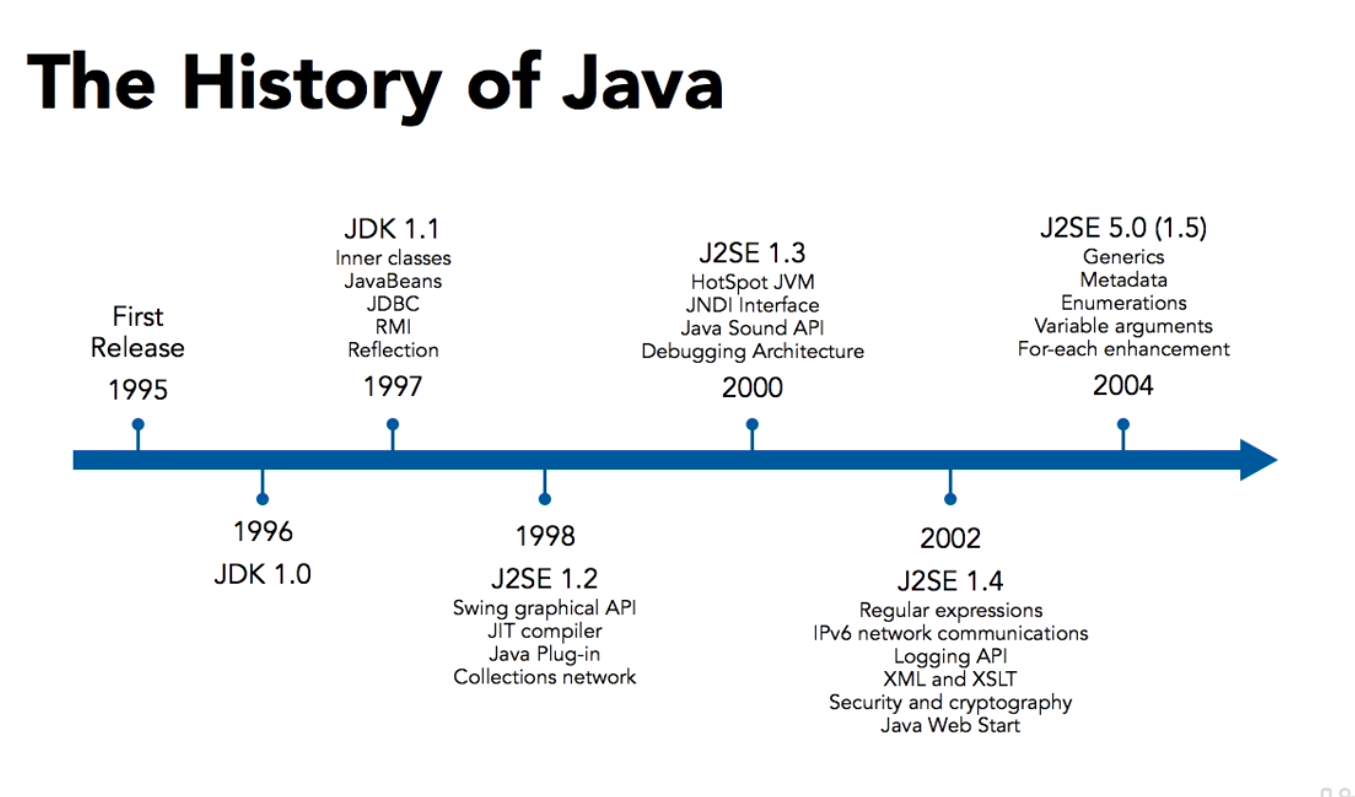 The History of Java
First
Release
1995
1996
JDK 1.0
JDK 1.1
Inner classes
JavaBeans
JDBC
RMI
Reflection
1997
1998
J2SE 1.2
Swing graphical API
JIT compiler
Java Plug-in
Collections network
J2SE 1.3
HotSpot JVM
JNDI Interface
Java Sound API
Debugging Architecture
2000
2002
J2SE 1.4
Regular expressions
IPv6 network communications
Logging API
XML and XSLT
Security and cryptography
Java Web Start
J2SE 5.0 (1.5)
Generics
Metadata
Enumerations
Variable arguments
For-each enhancement
2004